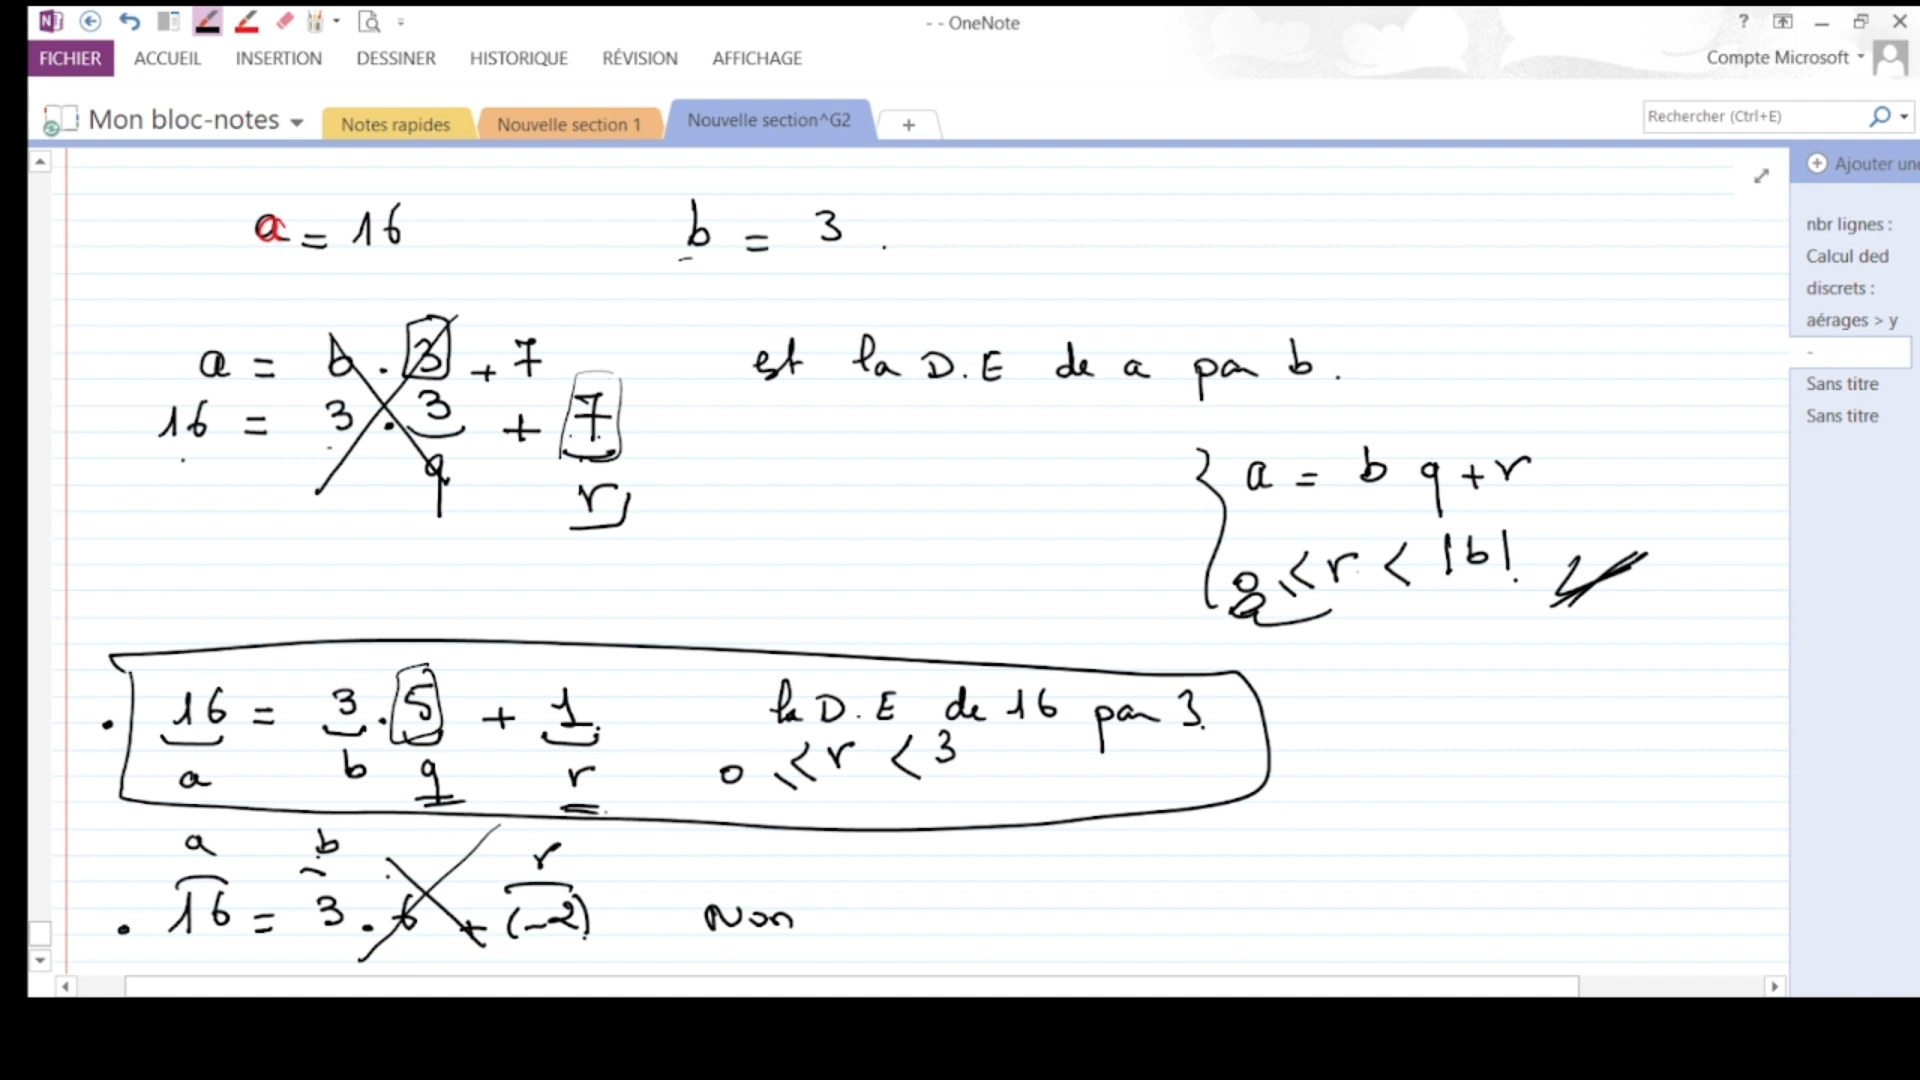 - - OneNote
?
FICHIER ACCUEIL INSERTION DESSINER HISTORIQUE RÉVISION AFFICHAGE
Compte Microsoft
Mon bloc-notes
Notes rapides
Nouvelle section 1
Nouvelle section^G2
+
Rechercher (Ctrl+E)
Ajouter une
nbr lignes :
Calcul ded
discrets :
aérages > y
-
Sans titre
Sans titre
a = 16 b = 3 .
a = b . 3 + 7 est la D.E de a par b.
16 = 3 . 3 + 7
q r
a = b q + r
0 ≤ r < |b|
. 16 = 3 . 5 + 1 la D.E de 16 par 3.
a b q r 0 ≤ r < 3
a b r
. 16 = 3 . 6 + (-2) Non